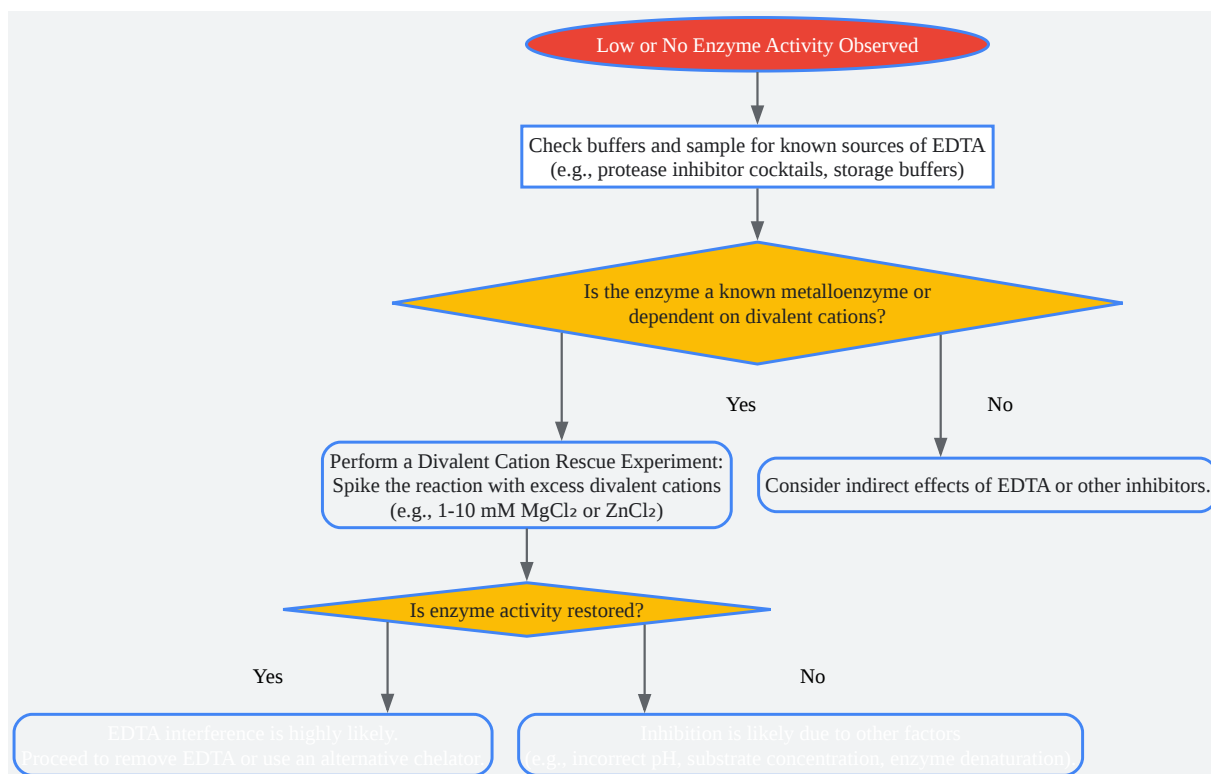 Low or No Enzyme Activity Observed
Check buffers and sample for known sources of EDTA
(e.g., protease inhibitor cocktails, storage buffers)
Is the enzyme a known metalloenzyme or
dependent on divalent cations?
Yes
No
Perform a Divalent Cation Rescue Experiment:
Spike the reaction with excess divalent cations
(e.g., 1-10 mM MgCl₂ or ZnCl₂)
Consider indirect effects of EDTA or other inhibitors.
Is enzyme activity restored?
Yes
No
EDTA interference is highly likely.
Proceed to remove EDTA or use an alternative chelator.
Inhibition is likely due to other factors
(e.g., incorrect pH, substrate concentration, enzyme denaturation).